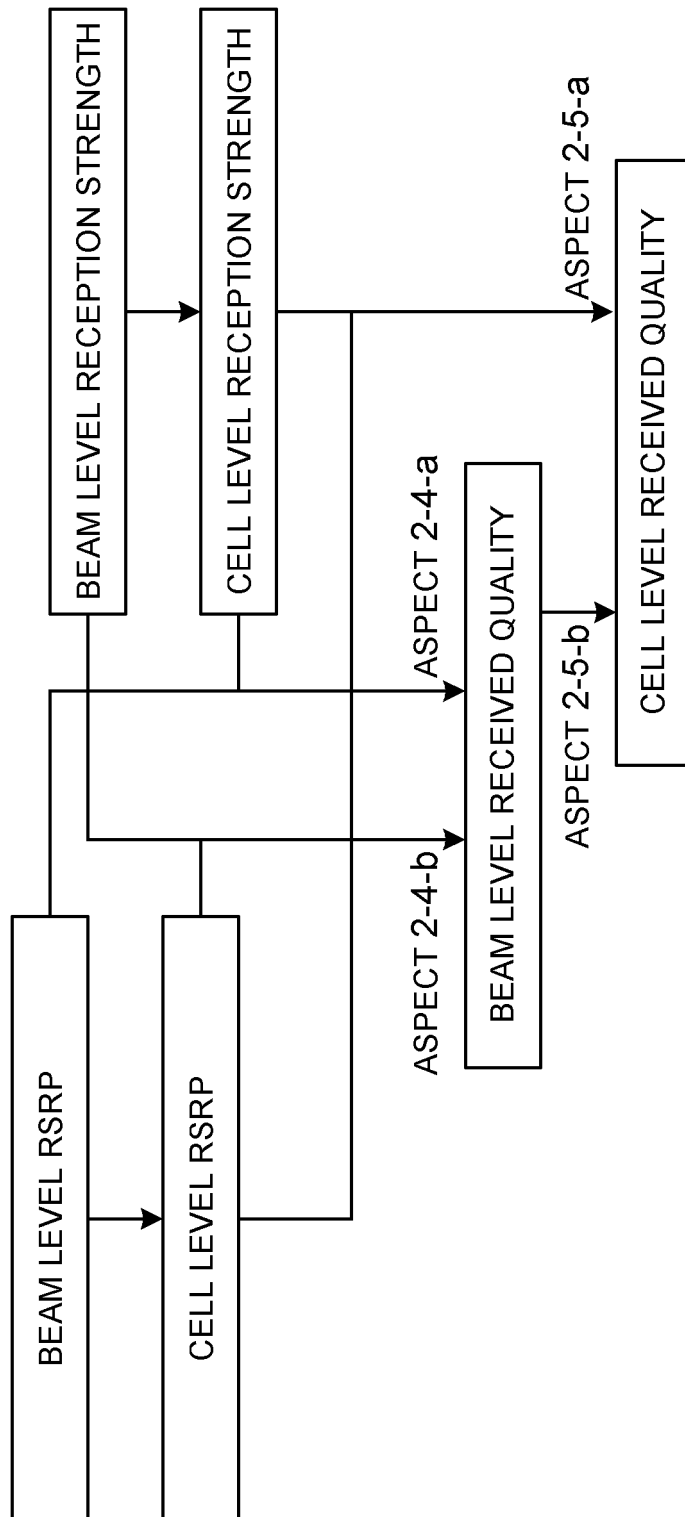 BEAM LEVEL RSRP
BEAM LEVEL RECEPTION STRENGTH
CELL LEVEL RSRP
CELL LEVEL RECEPTION STRENGTH
ASPECT 2-4-b
ASPECT 2-4-a
BEAM LEVEL RECEIVED QUALITY
ASPECT 2-5-b
ASPECT 2-5-a
CELL LEVEL RECEIVED QUALITY